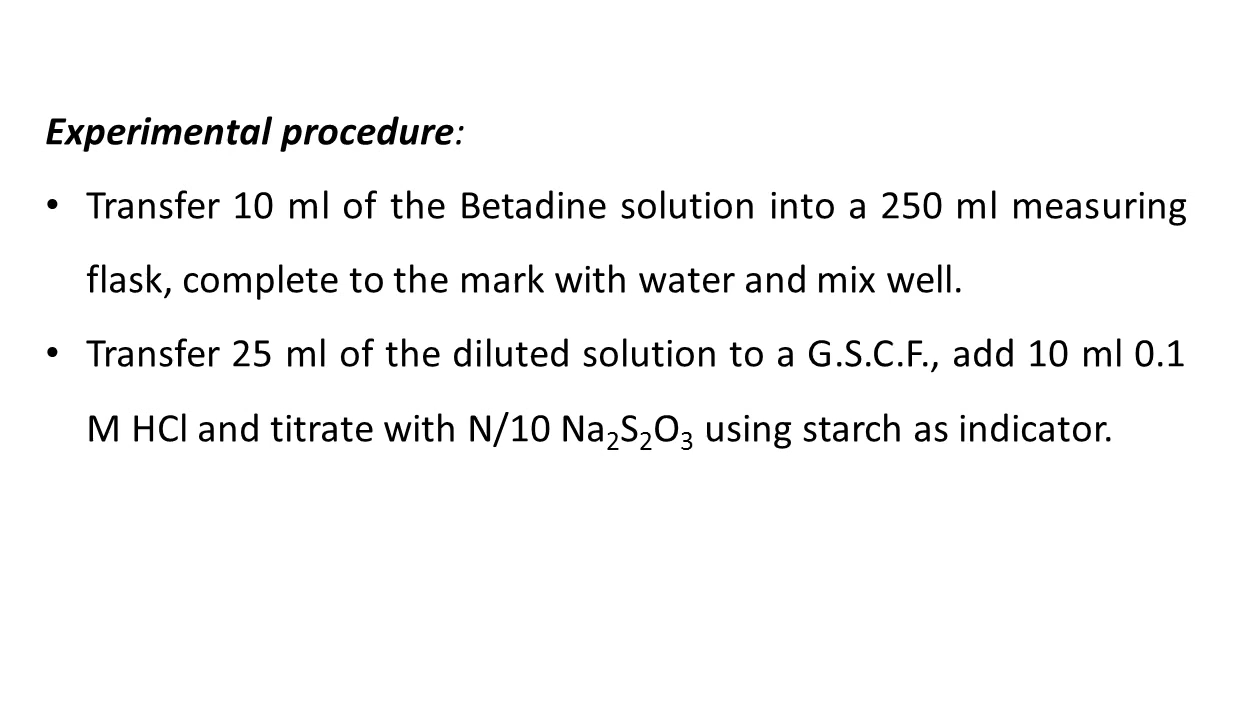 Experimental procedure:
• Transfer 10 ml of the Betadine solution into a 250 ml measuring
flask, complete to the mark with water and mix well.
• Transfer 25 ml of the diluted solution to a G.S.C.F., add 10 ml 0.1
M HCl and titrate with N/10 Na₂S₂O₃ using starch as indicator.